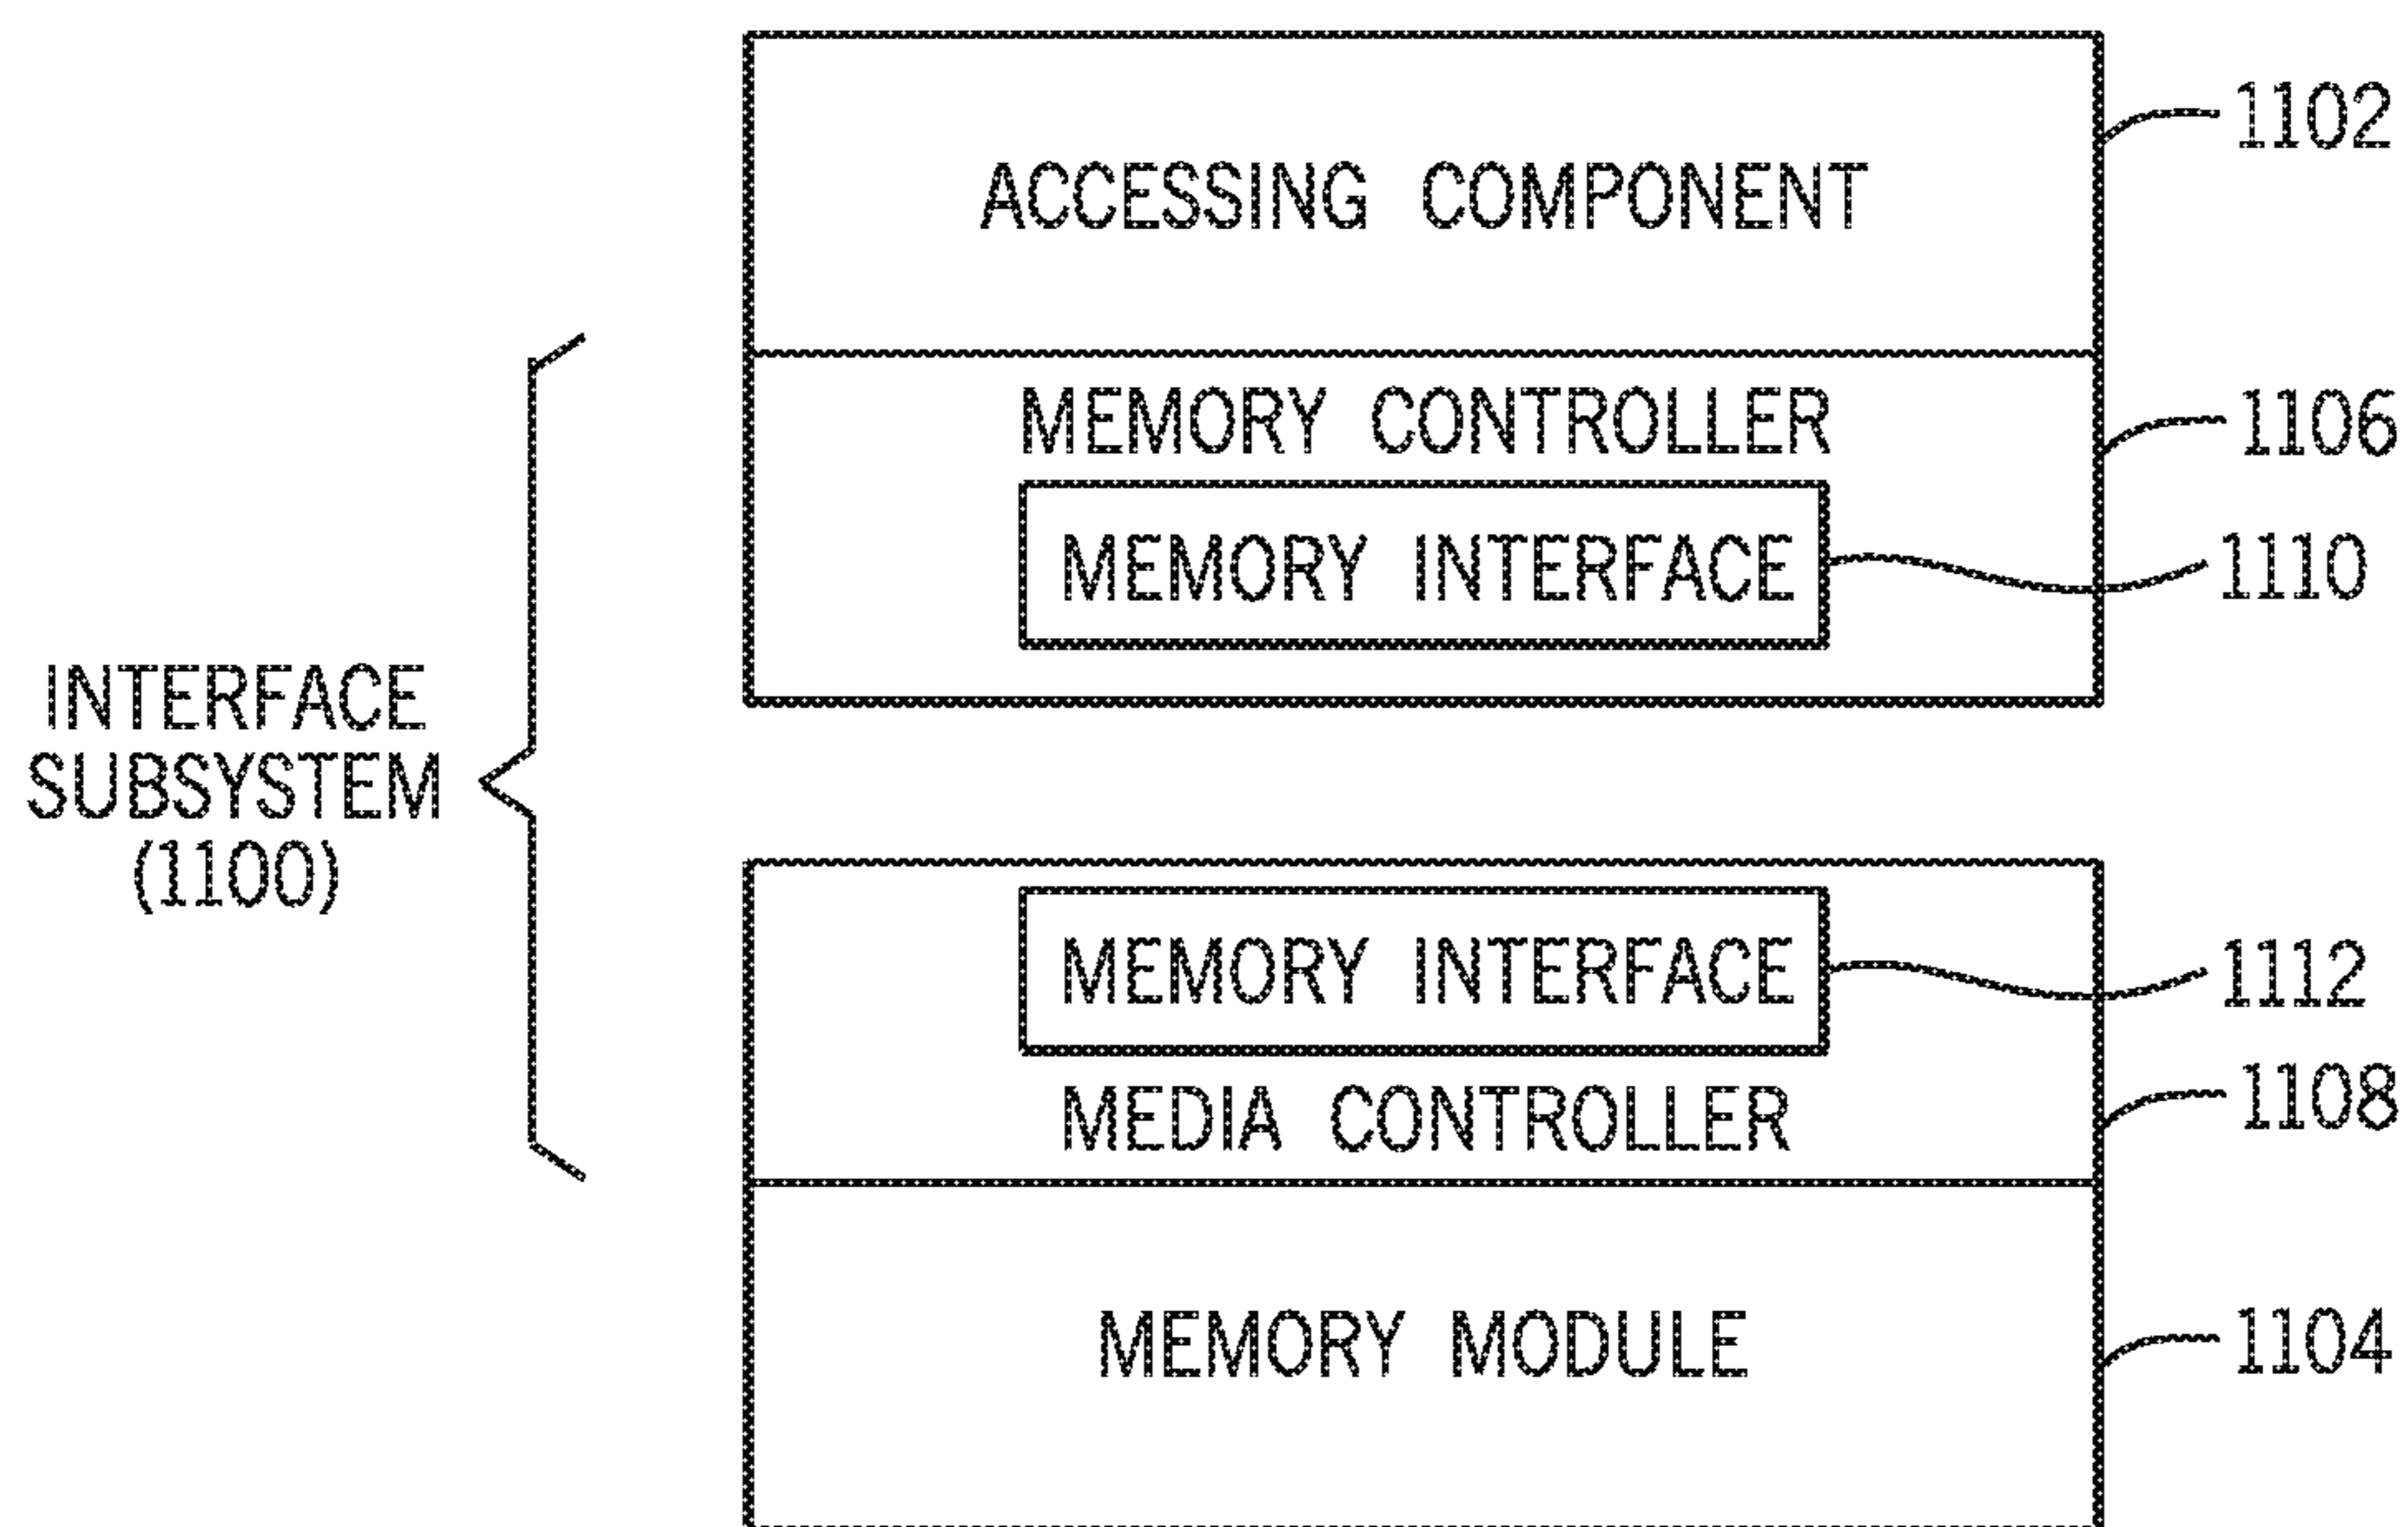 ACCESSING COMPONENT
1102
MEMORY CONTROLLER
1106
MEMORY INTERFACE
1110
INTERFACE
SUBSYSTEM
(1100)
MEMORY INTERFACE
1112
MEDIA CONTROLLER
1108
MEMORY MODULE
1104